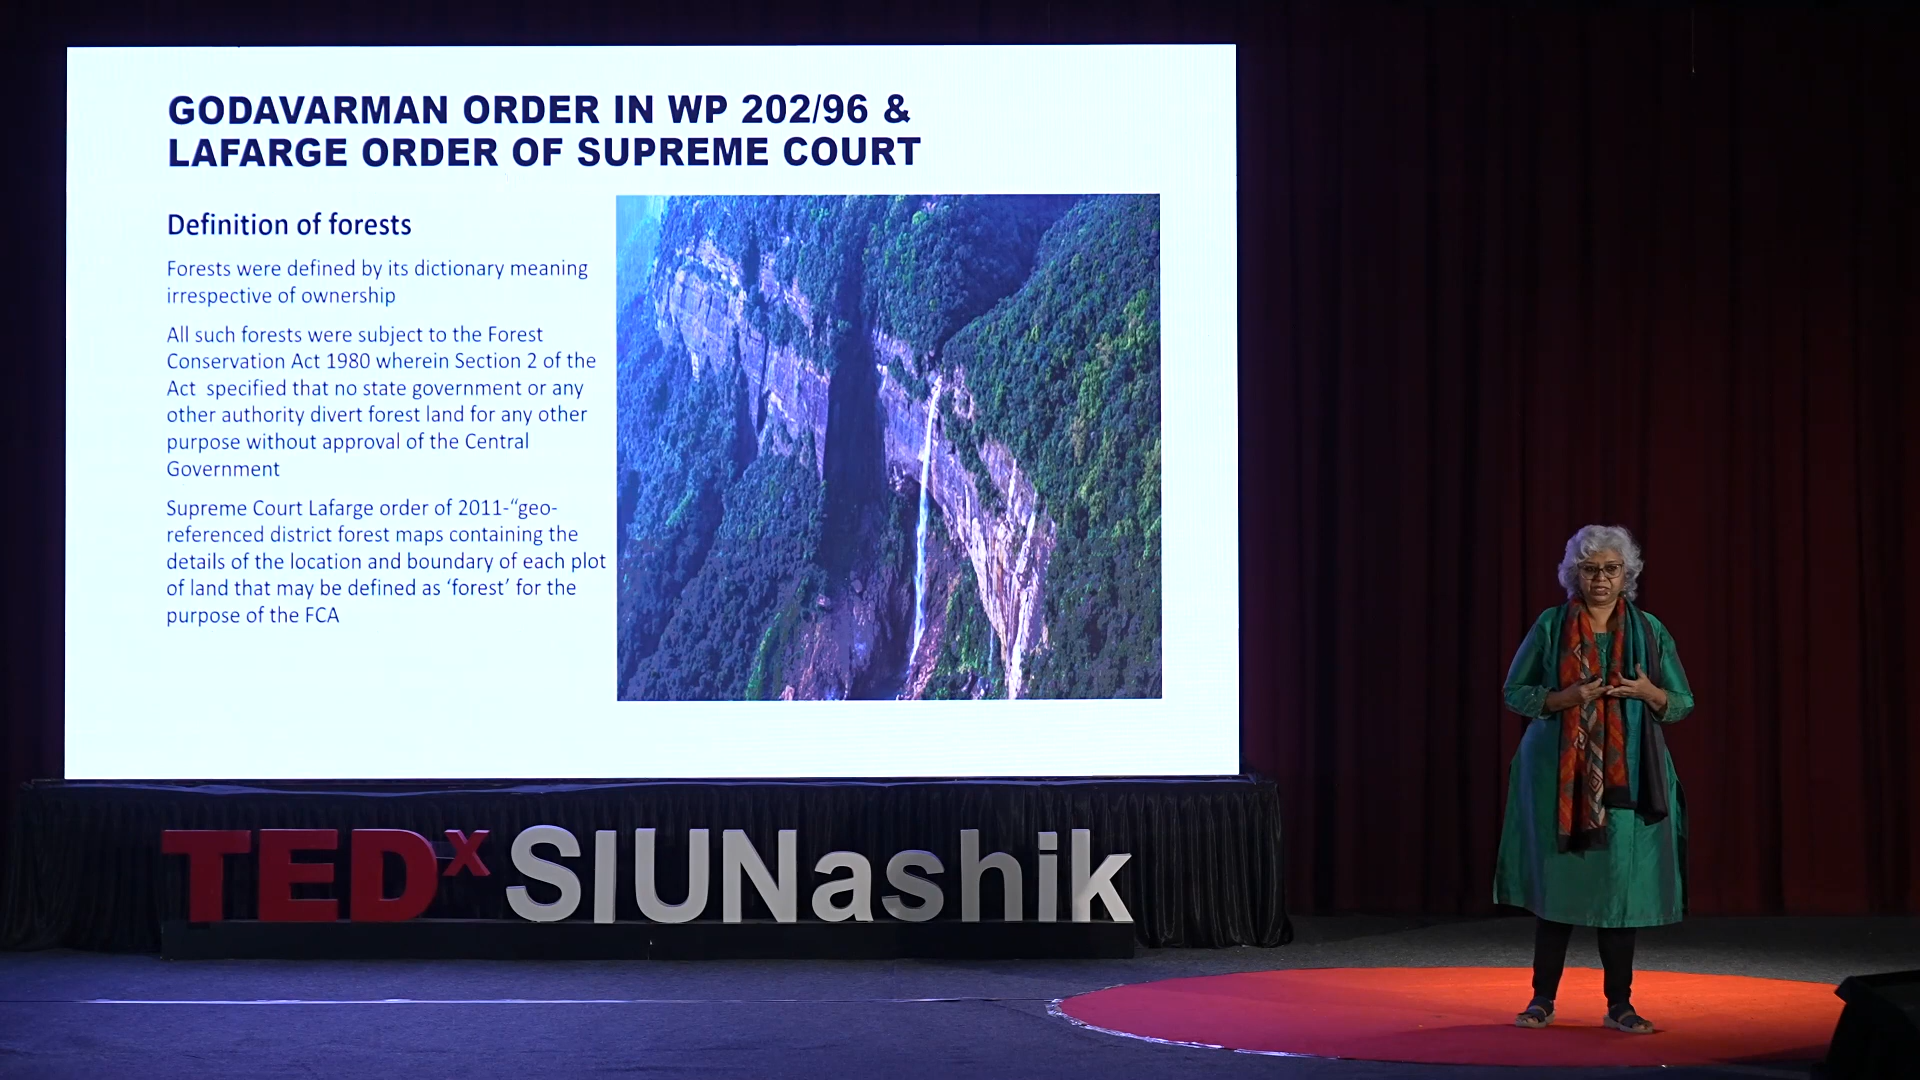 GODAVARMAN ORDER IN WP 202/96 &
LAFARGE ORDER OF SUPREME COURT
Definition of forests
Forests were defined by its dictionary meaning
irrespective of ownership
All such forests were subject to the Forest
Conservation Act 1980 wherein Section 2 of the
Act specified that no state government or any
other authority divert forest land for any other
purpose without approval of the Central
Government
Supreme Court Lafarge order of 2011-“geo-
referenced district forest maps containing the
details of the location and boundary of each plot
of land that may be defined as ‘forest’ for the
purpose of the FCA
TEDx SIUNashik